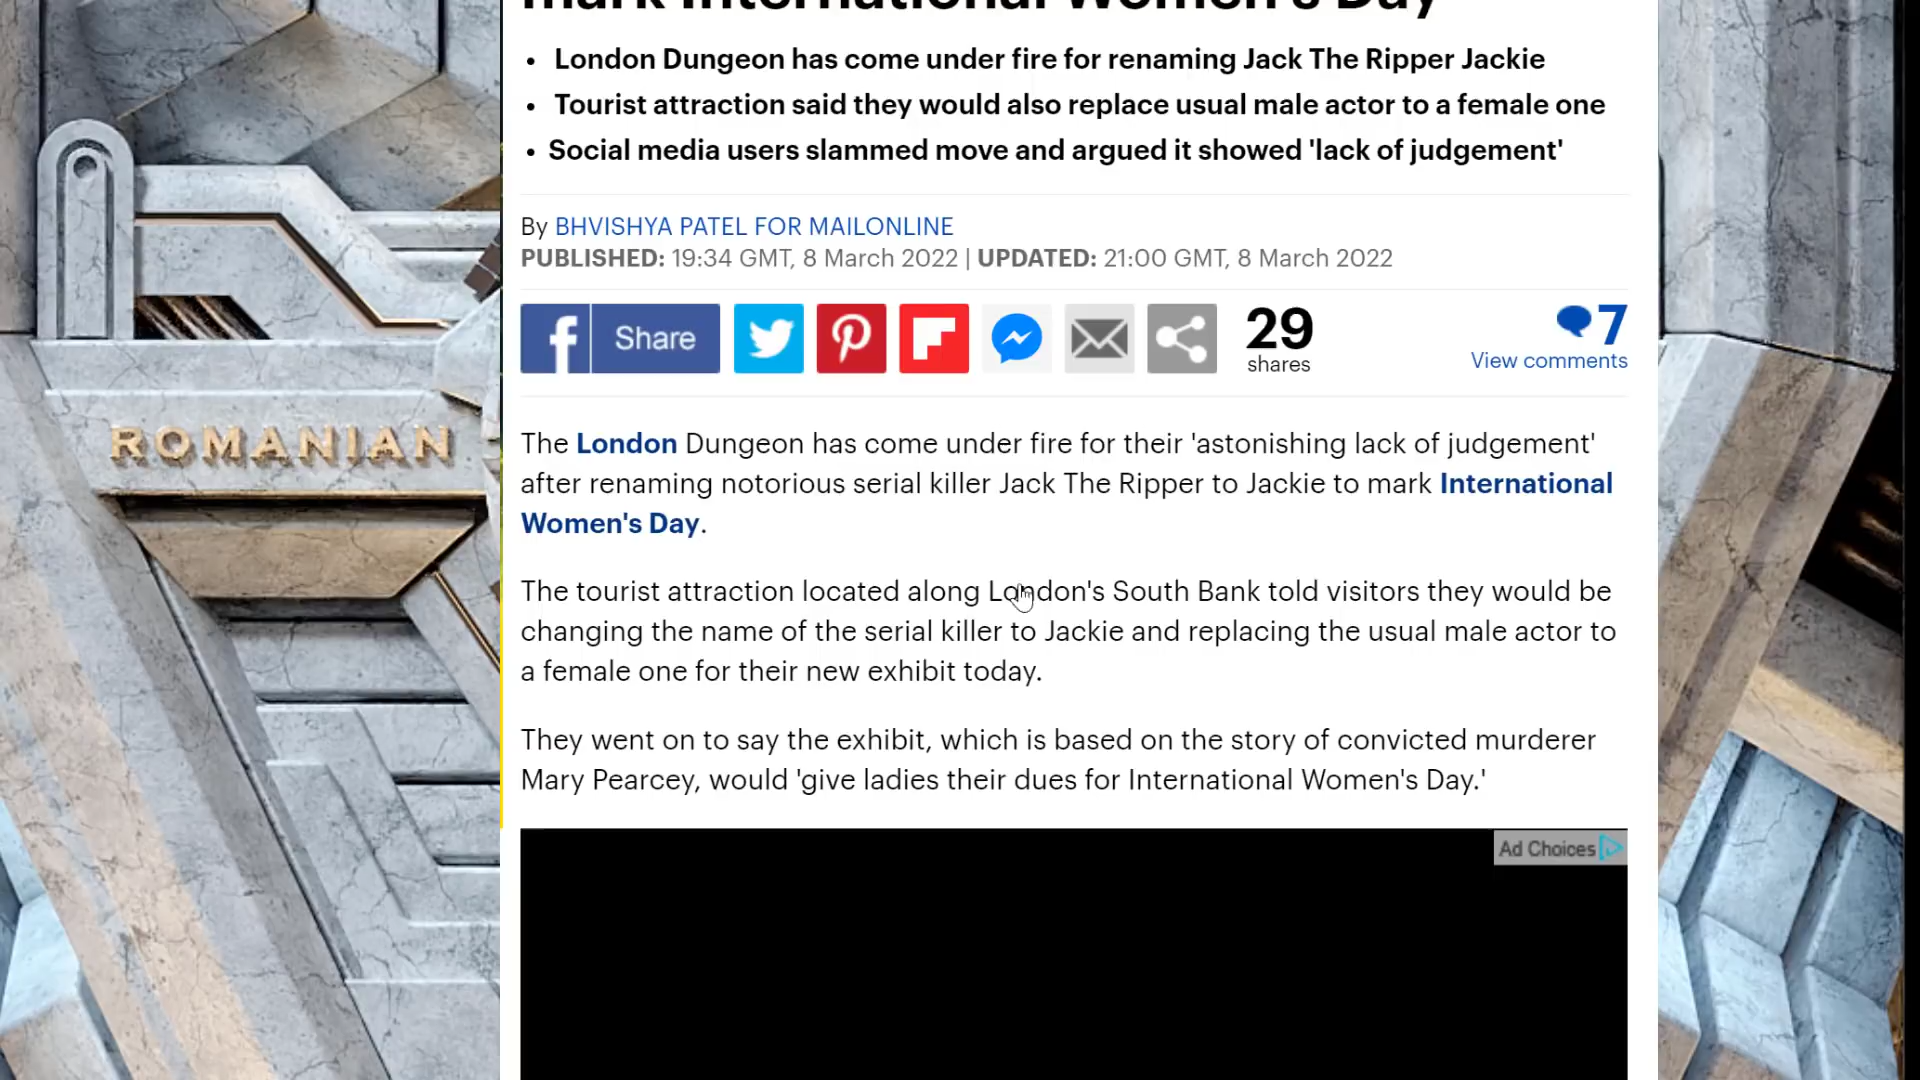 mark International Women's Day
• London Dungeon has come under fire for renaming Jack The Ripper Jackie
• Tourist attraction said they would also replace usual male actor to a female one
• Social media users slammed move and argued it showed 'lack of judgement'
By BHVISHYA PATEL FOR MAILONLINE
PUBLISHED: 19:34 GMT, 8 March 2022 | UPDATED: 21:00 GMT, 8 March 2022
Share
29
shares
7
View comments
ROMANIAN
The London Dungeon has come under fire for their 'astonishing lack of judgement'
after renaming notorious serial killer Jack The Ripper to Jackie to mark International
Women's Day.
The tourist attraction located along London's South Bank told visitors they would be
changing the name of the serial killer to Jackie and replacing the usual male actor to
a female one for their new exhibit today.
They went on to say the exhibit, which is based on the story of convicted murderer
Mary Pearcey, would 'give ladies their dues for International Women's Day.'
Ad Choices